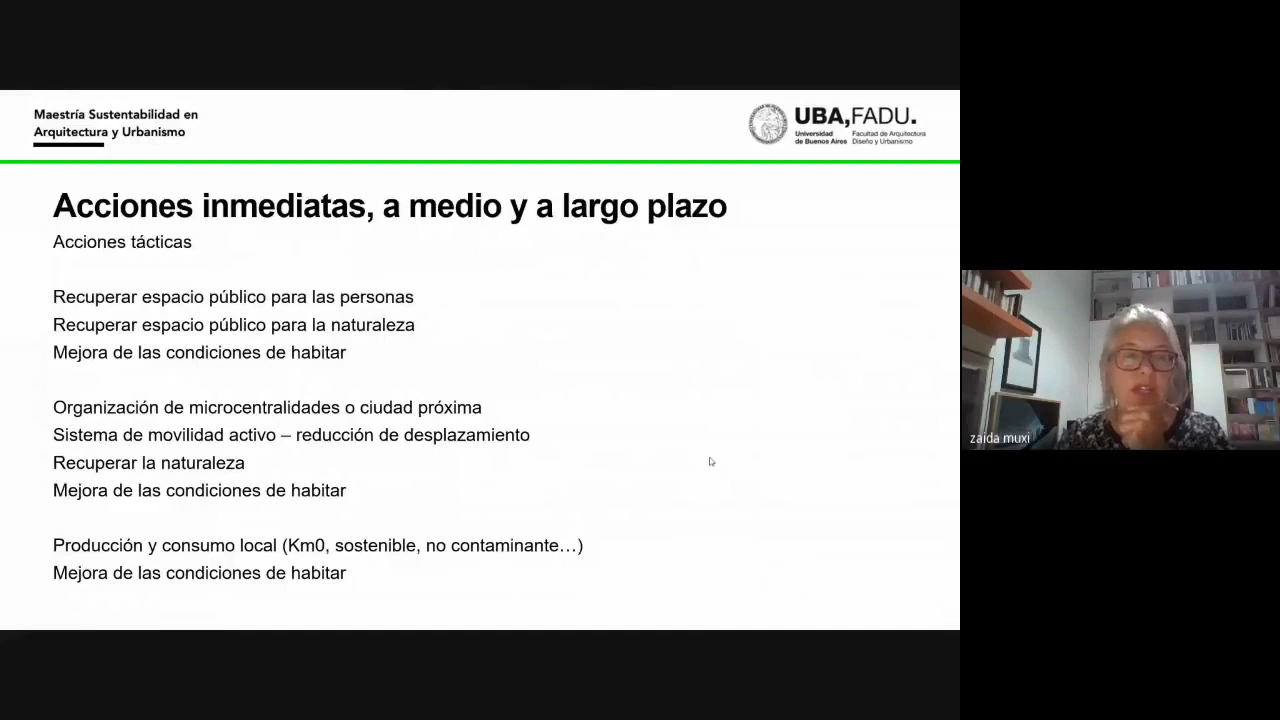 Maestría Sustentabilidad en
Arquitectura y Urbanismo
UBA,FADU.
Universidad
de Buenos Aires
Facultad de Arquitectura
Diseño y Urbanismo
Acciones inmediatas, a medio y a largo plazo
Acciones tácticas
Recuperar espacio público para las personas
Recuperar espacio público para la naturaleza
Mejora de las condiciones de habitar
Organización de microcentralidades o ciudad próxima
Sistema de movilidad activo – reducción de desplazamiento
Recuperar la naturaleza
Mejora de las condiciones de habitar
Producción y consumo local (Km0, sostenible, no contaminante…)
Mejora de las condiciones de habitar
zaida muxi